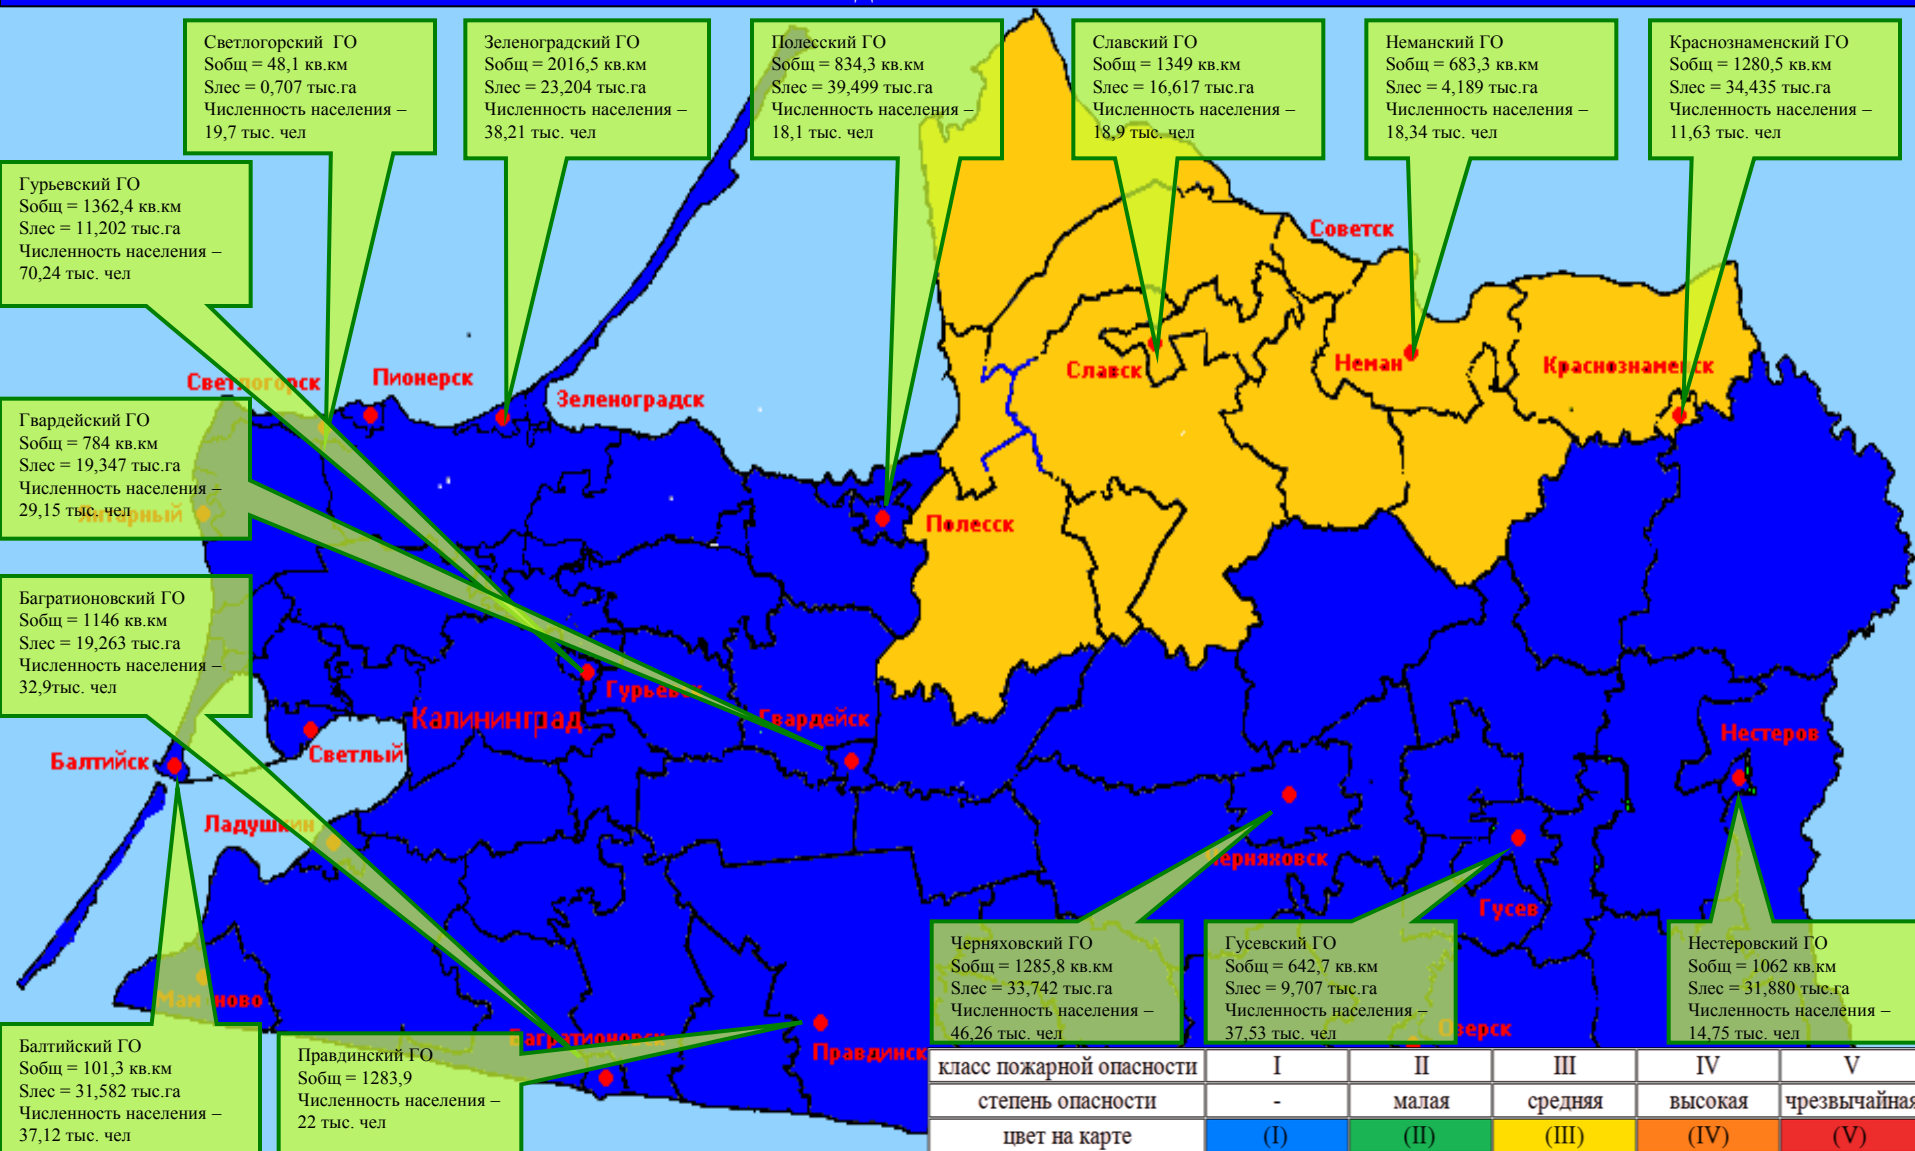 Светлогорский ГО
Sобщ = 48,1 кв.км
Sлес = 0,707 тыс.га
Численность населения –
19,7 тыс. чел
Зеленоградский ГО
Sобщ = 2016,5 кв.км
Sлес = 23,204 тыс.га
Численность населения –
38,21 тыс. чел
Полесский ГО
Sобщ = 834,3 кв.км
Sлес = 39,499 тыс.га
Численность населения –
18,1 тыс. чел
Славский ГО
Sобщ = 1349 кв.км
Sлес = 16,617 тыс.га
Численность населения –
18,9 тыс. чел
Неманский ГО
Sобщ = 683,3 кв.км
Sлес = 4,189 тыс.га
Численность населения –
18,34 тыс. чел
Краснознаменский ГО
Sобщ = 1280,5 кв.км
Sлес = 34,435 тыс.га
Численность населения –
11,63 тыс. чел
Гурьевский ГО
Sобщ = 1362,4 кв.км
Sлес = 11,202 тыс.га
Численность населения –
70,24 тыс. чел
Советск
Светлогорск
Пионерск
Зеленоградск
Славск
Неман
Краснознаменск
Гвардейский ГО
Sобщ = 784 кв.км
Sлес = 19,347 тыс.га
Численность населения –
29,15 тыс. чел
Янтарный
Полесск
Багратионовский ГО
Sобщ = 1146 кв.км
Sлес = 19,263 тыс.га
Численность населения –
32,9тыс. чел
Гурьевск
Калининград
Гвардейск
Нестеров
Балтийск
Светлый
Ладушкин
Черняховск
Гусев
Мамоново
Багратионовск
Правдинск
Озерск
Черняховский ГО
Sобщ = 1285,8 кв.км
Sлес = 33,742 тыс.га
Численность населения –
46,26 тыс. чел
Гусевский ГО
Sобщ = 642,7 кв.км
Sлес = 9,707 тыс.га
Численность населения –
37,53 тыс. чел
Нестеровский ГО
Sобщ = 1062 кв.км
Sлес = 31,880 тыс.га
Численность населения –
14,75 тыс. чел
Балтийский ГО
Sобщ = 101,3 кв.км
Sлес = 31,582 тыс.га
Численность населения –
37,12 тыс. чел
Правдинский ГО
Sобщ = 1283,9
Численность населения –
22 тыс. чел
класс пожарной опасности I II III IV V
степень опасности - малая средняя высокая чрезвычайная
цвет на карте (I) (II) (III) (IV) (V)